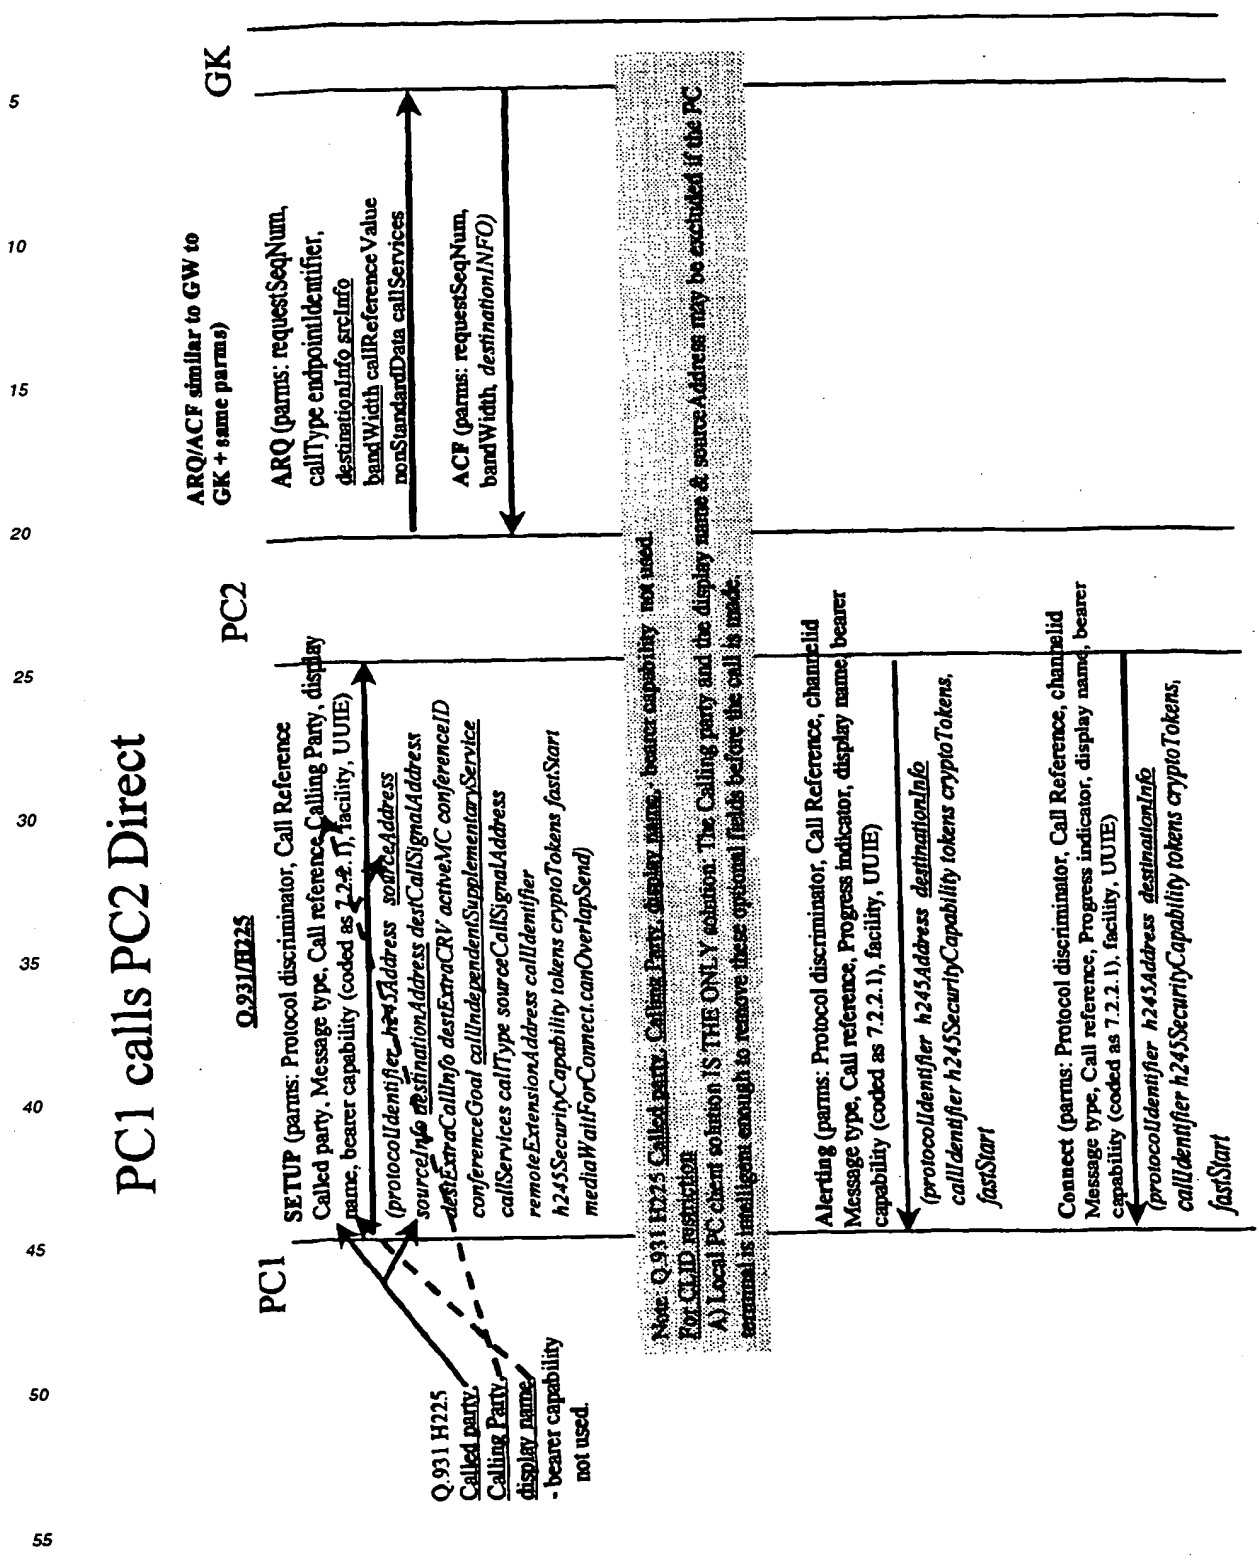 PC1 calls PC2 Direct
Q.931/H225
ARQ/ACF similar to GW to
GK + same parms)
PC1
PC2
GK
SETUP (parms: Protocol discriminator, Call Reference
Called party, Message type, Call reference, Calling Party, display
name, bearer capability (coded as 7.2.2.1), facility, UUIE)
(protocolIdentifier h245Address sourceAddress
sourceInfo destinationAddress destCallSignalAddress
destExtraCallInfo destExtraCRV activeMC conferenceID
conferenceGoal callIndependentSupplementaryService
callServices callType sourceCallSignalAddress
remoteExtensionAddress callIdentifier
h245SecurityCapability tokens cryptoTokens fastStart
mediaWaitForConnect.canOverlapSend)
ARQ (parms: requestSeqNum,
callType endpointIdentifier,
destinationInfo srcInfo
bandWidth callReferenceValue
nonStandardData callServices
ACF (parms: requestSeqNum,
bandWidth, destinationINFO)
Q.931 H225
Called party,
Calling Party,
display name,
- bearer capability
not used.
Note: Q.931 H225 Called party, Calling Party, display name, - bearer capability not used.
For CLID restriction
A) Local PC client solution IS THE ONLY solution: The Calling party and the display name & sourceAddress may be excluded if the PC
terminal is intelligent enough to remove these optional fields before the call is made.
Alerting (parms: Protocol discriminator, Call Reference, channelid
Message type, Call reference, Progress indicator, display name, bearer
capability (coded as 7.2.2.1), facility, UUIE)
(protocolIdentifier h245Address destinationInfo
callIdentifier h245SecurityCapability tokens cryptoTokens,
fastStart
Connect (parms: Protocol discriminator, Call Reference, channelid
Message type, Call reference, Progress indicator, display name, bearer
capability (coded as 7.2.2.1). facility, UUIE)
(protocolIdentifier h245Address destinationInfo
callIdentifier h245SecurityCapability tokens cryptoTokens,
fastStart
5
10
15
20
25
30
35
40
45
50
55